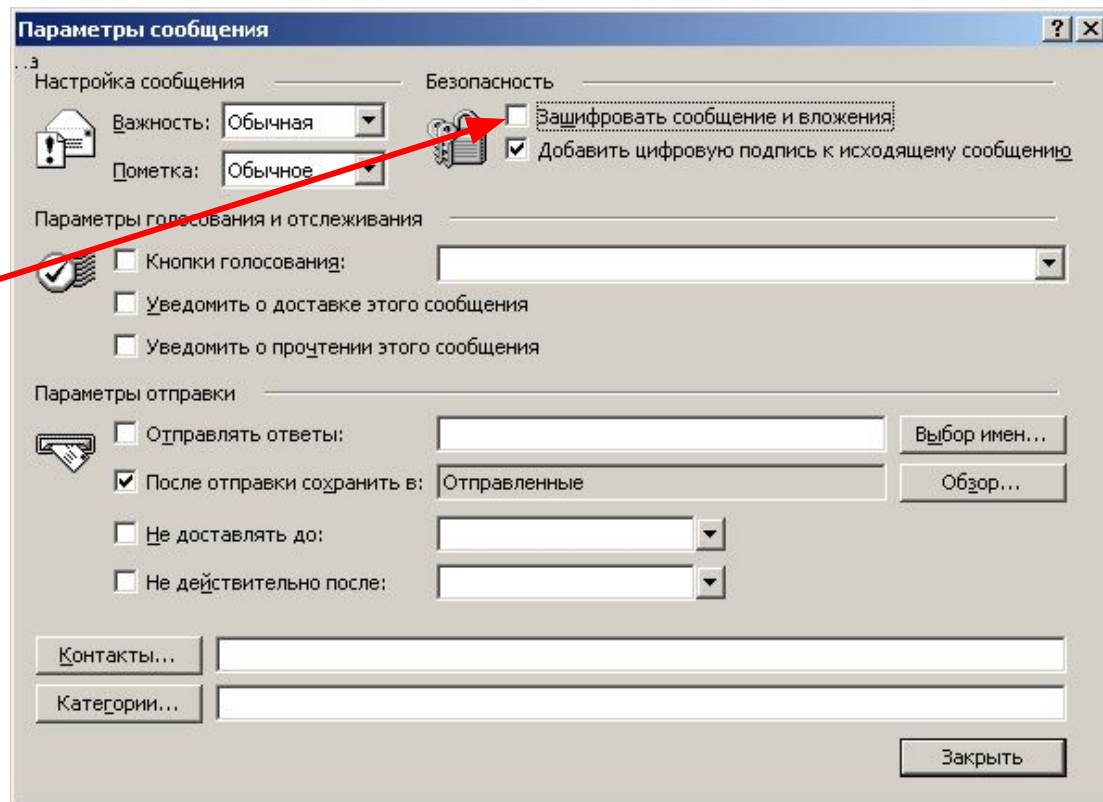 Параметры сообщения
..з
Настройка сообщения
Безопасность
Важность: Обычная
Зашифровать сообщение и вложения
Пометка: Обычное
Добавить цифровую подпись к исходящему сообщению
Параметры голосования и отслеживания
Кнопки голосования:
Уведомить о доставке этого сообщения
Уведомить о прочтении этого сообщения
Параметры отправки
Отправлять ответы:
Выбор имен...
После отправки сохранить в: Отправленные
Обзор...
Не доставлять до:
Не действительно после:
Контакты...
Категории...
Закрыть